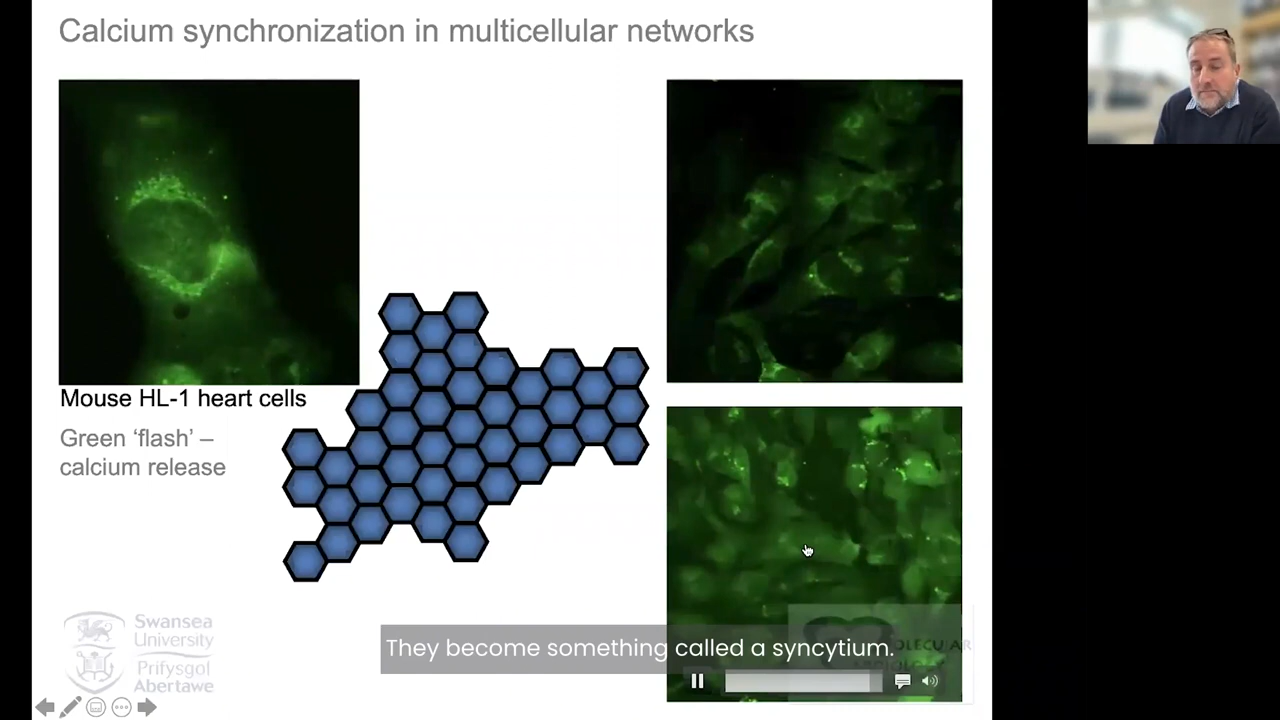 Calcium synchronization in multicellular networks
Mouse HL-1 heart cells
Green ‘flash’ –
calcium release
Swansea
University
Prifysgol
Abertawe
They become something called a syncytium.